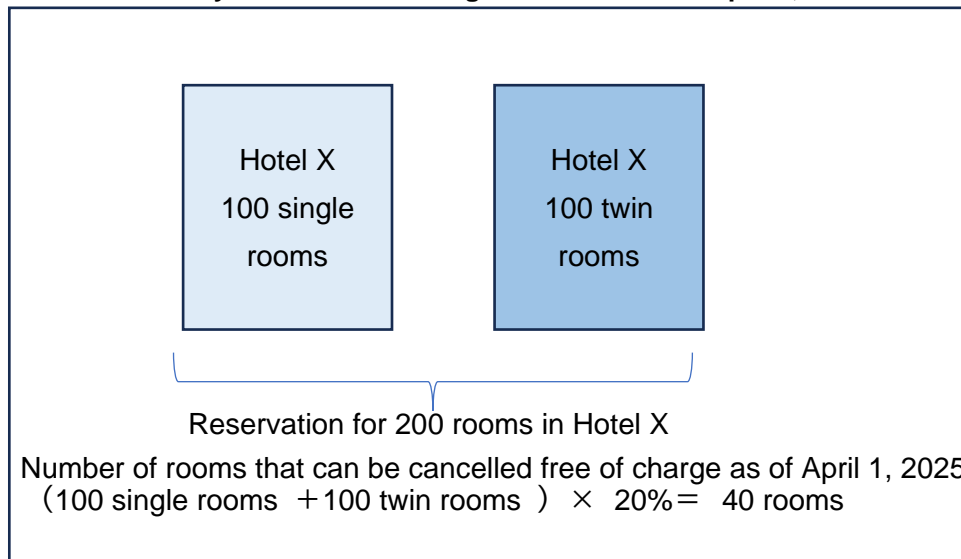 Hotel X
100 single
rooms
Hotel X
100 twin
rooms
Reservation for 200 rooms in Hotel X
Number of rooms that can be cancelled free of charge as of April 1, 2025
（100 single rooms ＋100 twin rooms ） × 20%＝ 40 rooms